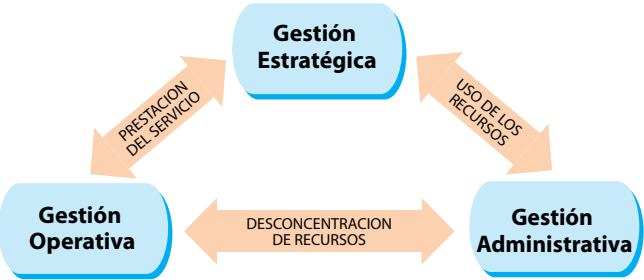 Gestión
Estratégica
PRESTACION
DEL SERVICIO
USO DE LOS
RECURSOS
Gestión
Operativa
DESCONCENTRACION
DE RECURSOS
Gestión
Administrativa